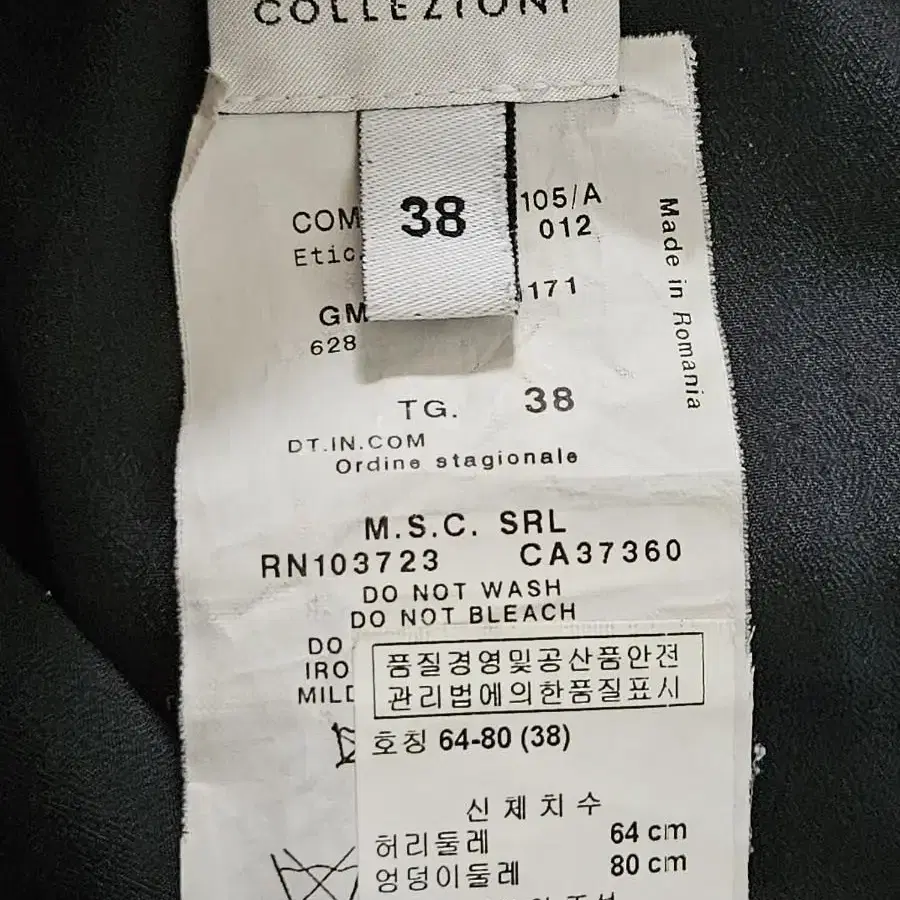 COLLEZIONI
38
COM 105/A
Etic. 012
GM 171
628
Made in Romania
TG. 38
DT.IN.COM
Ordine stagionale
M.S.C. SRL
RN103723 CA37360
DO NOT WASH
DO NOT BLEACH
DO
IRO
MILD
품질경영및공산품안전
관리법에의한품질표시
호칭 64-80 (38)
신체치수
허리둘레 64 cm
엉덩이둘레 80 cm